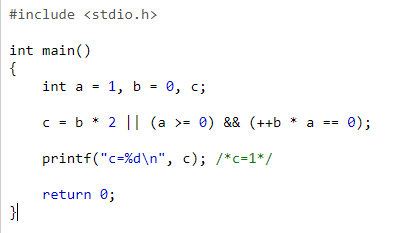 #include <stdio.h>
int main()
{
    int a = 1, b = 0, c;
    c = b * 2 || (a >= 0) && (++b * a == 0);
    printf("c=%d\n", c); /*c=1*/
    return 0;
}